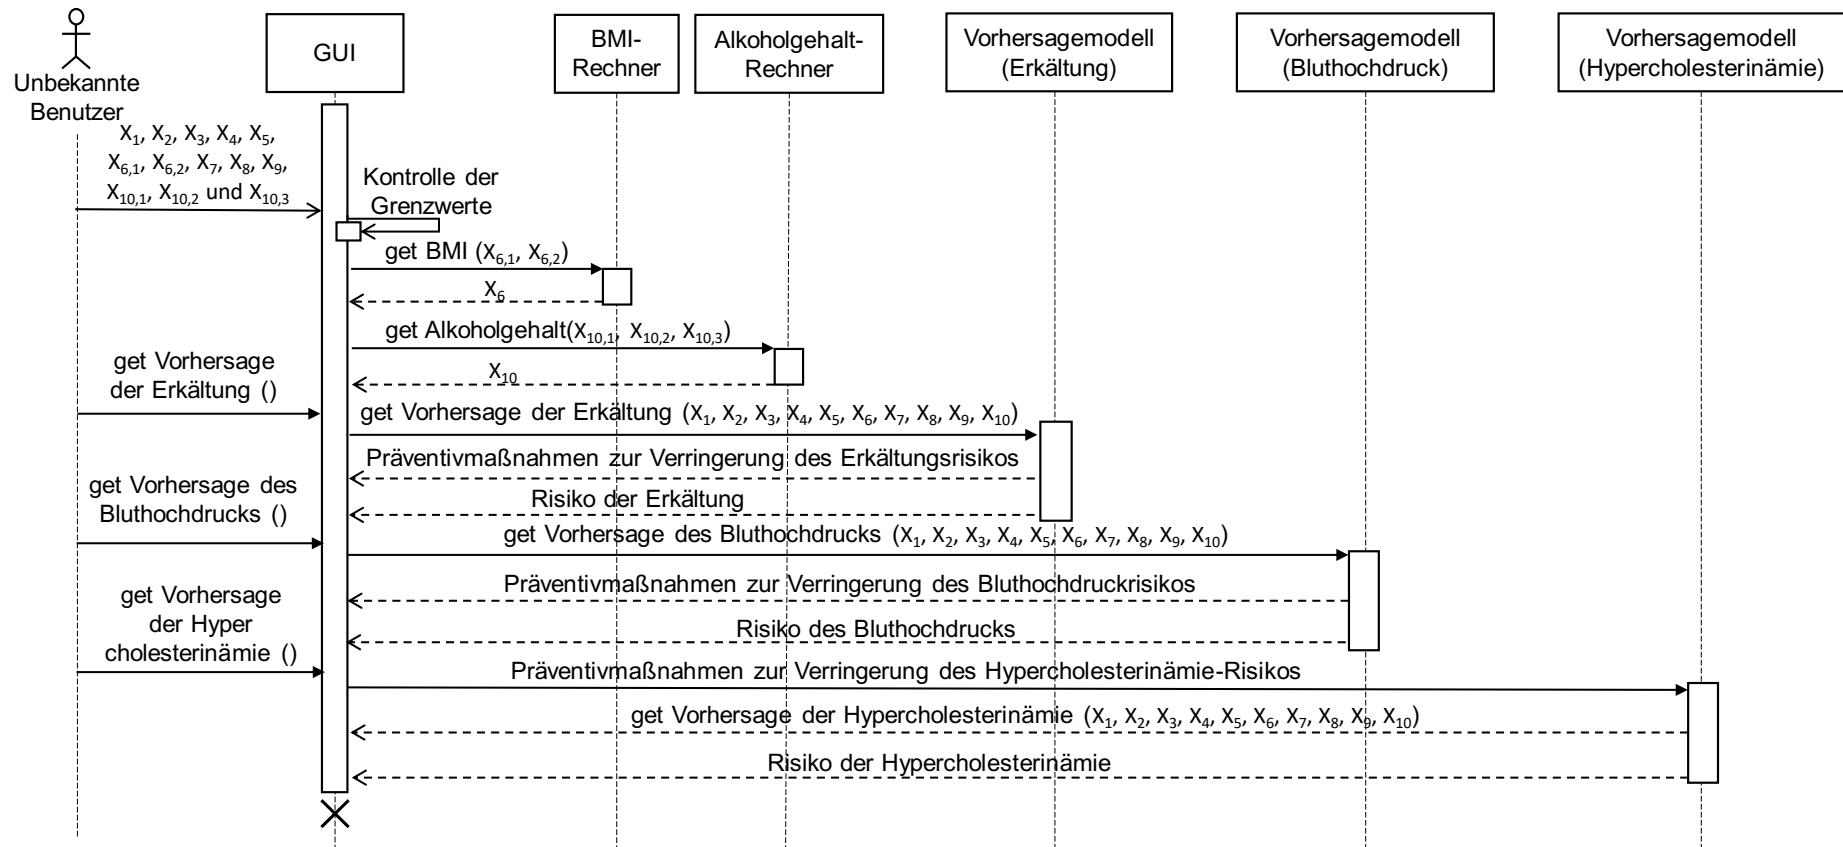 Unbekannte
Benutzer
GUI
BMI-
Rechner
Alkoholgehalt-
Rechner
Vorhersagemodell
(Erkältung)
Vorhersagemodell
(Bluthochdruck)
Vorhersagemodell
(Hypercholesterinämie)
X1, X2, X3, X4, X5,
X6,1, X6,2, X7, X8, X9,
X10,1, X10,2 und X10,3
Kontrolle der
Grenzwerte
get BMI (X6,1, X6,2)
X6
get Alkoholgehalt(X10,1, X10,2, X10,3)
X10
get Vorhersage
der Erkältung ()
get Vorhersage der Erkältung (X1, X2, X3, X4, X5, X6, X7, X8, X9, X10)
Präventivmaßnahmen zur Verringerung des Erkältungsrisikos
Risiko der Erkältung
get Vorhersage des
Bluthochdrucks ()
get Vorhersage des Bluthochdrucks (X1, X2, X3, X4, X5, X6, X7, X8, X9, X10)
Präventivmaßnahmen zur Verringerung des Bluthochdruckrisikos
Risiko des Bluthochdrucks
get Vorhersage
der Hyper
cholesterinämie ()
Präventivmaßnahmen zur Verringerung des Hypercholesterinämie-Risikos
get Vorhersage der Hypercholesterinämie (X1, X2, X3, X4, X5, X6, X7, X8, X9, X10)
Risiko der Hypercholesterinämie